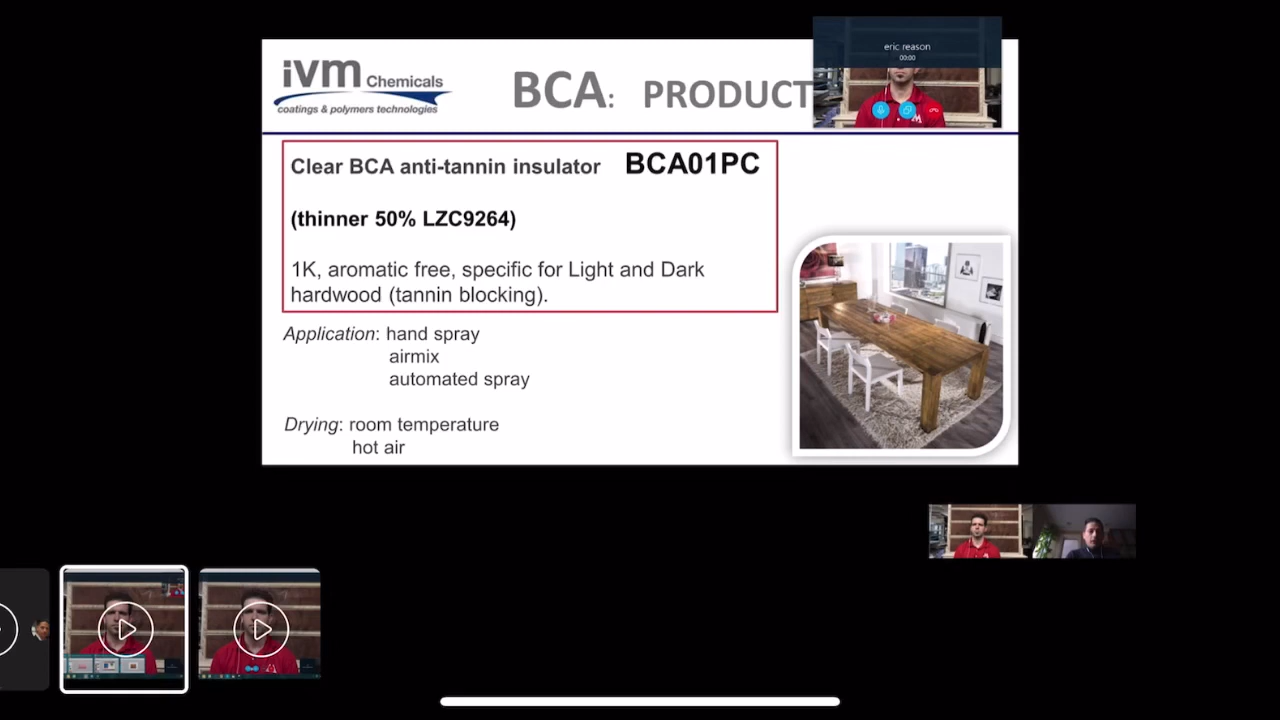 ivm Chemicals
coatings & polymers technologies
BCA: PRODUCT
eric reason
00:00
Clear BCA anti-tannin insulator BCA01PC
(thinner 50% LZC9264)
1K, aromatic free, specific for Light and Dark
hardwood (tannin blocking).
Application: hand spray
airmix
automated spray
Drying: room temperature
hot air